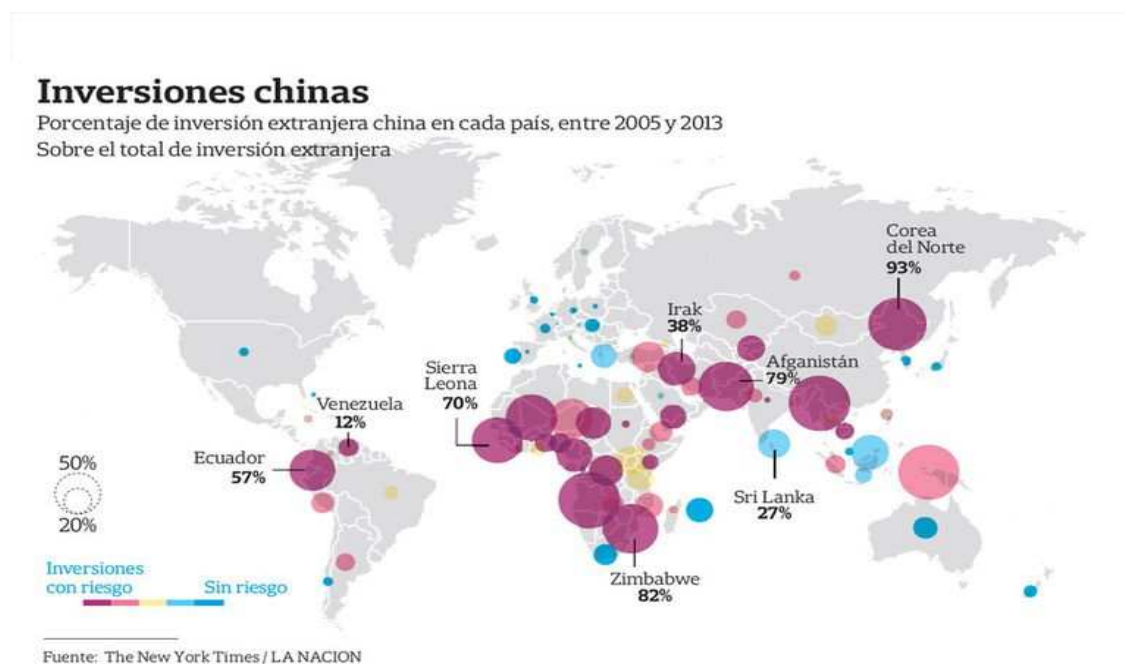 Inversiones chinas
Porcentaje de inversión extranjera china en cada país, entre 2005 y 2013
Sobre el total de inversión extranjera
Corea
del Norte
93%
Irak
38%
Afganistán
79%
Sierra
Leona
70%
Venezuela
12%
Ecuador
57%
50%
20%
Sri Lanka
27%
Zimbabwe
82%
Inversiones
con riesgo
Sin riesgo
Fuente: The New York Times / LA NACION